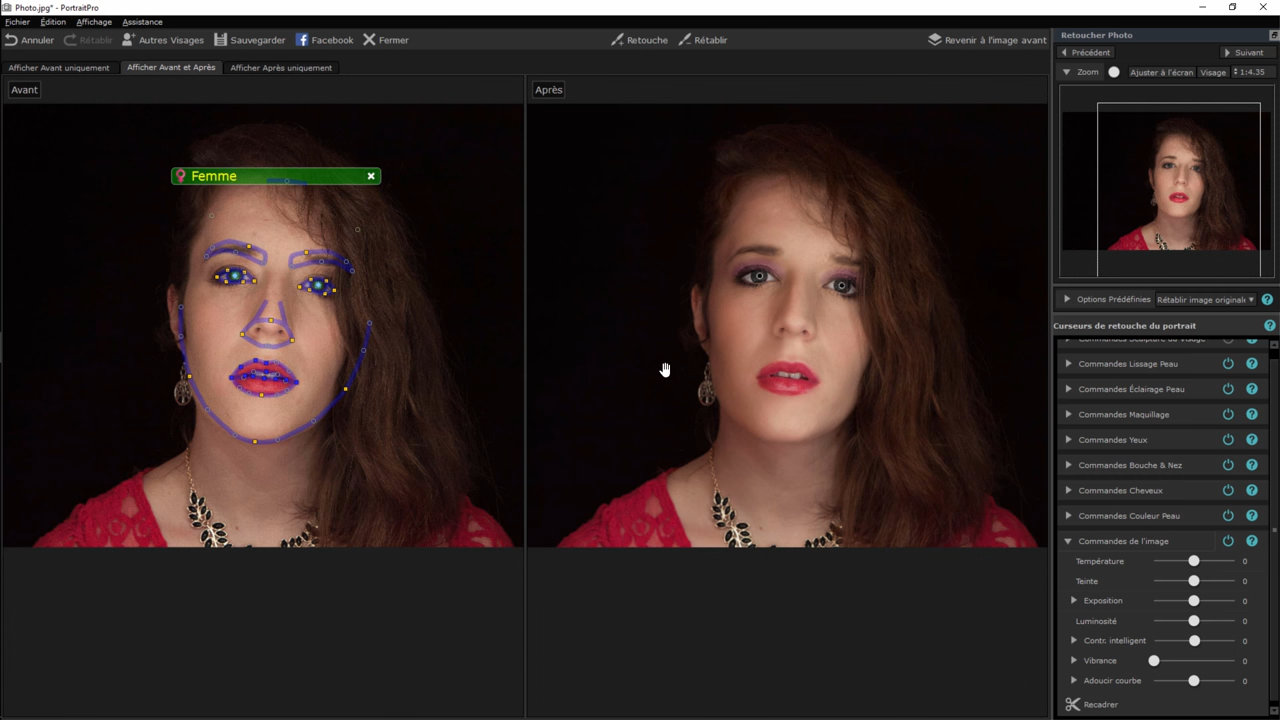 Photo.jpg* - PortraitPro
Fichier Édition Affichage Assistance
Annuler Rétablir Autres Visages Sauvegarder Facebook Fermer Retouche Rétablir Revenir à l'image avant
Afficher Avant uniquement Afficher Avant et Après Afficher Après uniquement
Avant
Après
Femme
Retoucher Photo
Précédent Suivant
Zoom Ajuster à l'écran Visage 1:4.35
Options Prédéfinies Rétablir image originale
Curseurs de retouche du portrait
Commandes Sculpture du Visage
Commandes Lissage Peau
Commandes Éclairage Peau
Commandes Maquillage
Commandes Yeux
Commandes Bouche & Nez
Commandes Cheveux
Commandes Couleur Peau
Commandes de l'image
Température 0
Teinte 0
Exposition 0
Luminosité 0
Contr. intelligent 0
Vibrance 0
Adoucir courbe 0
Recadrer